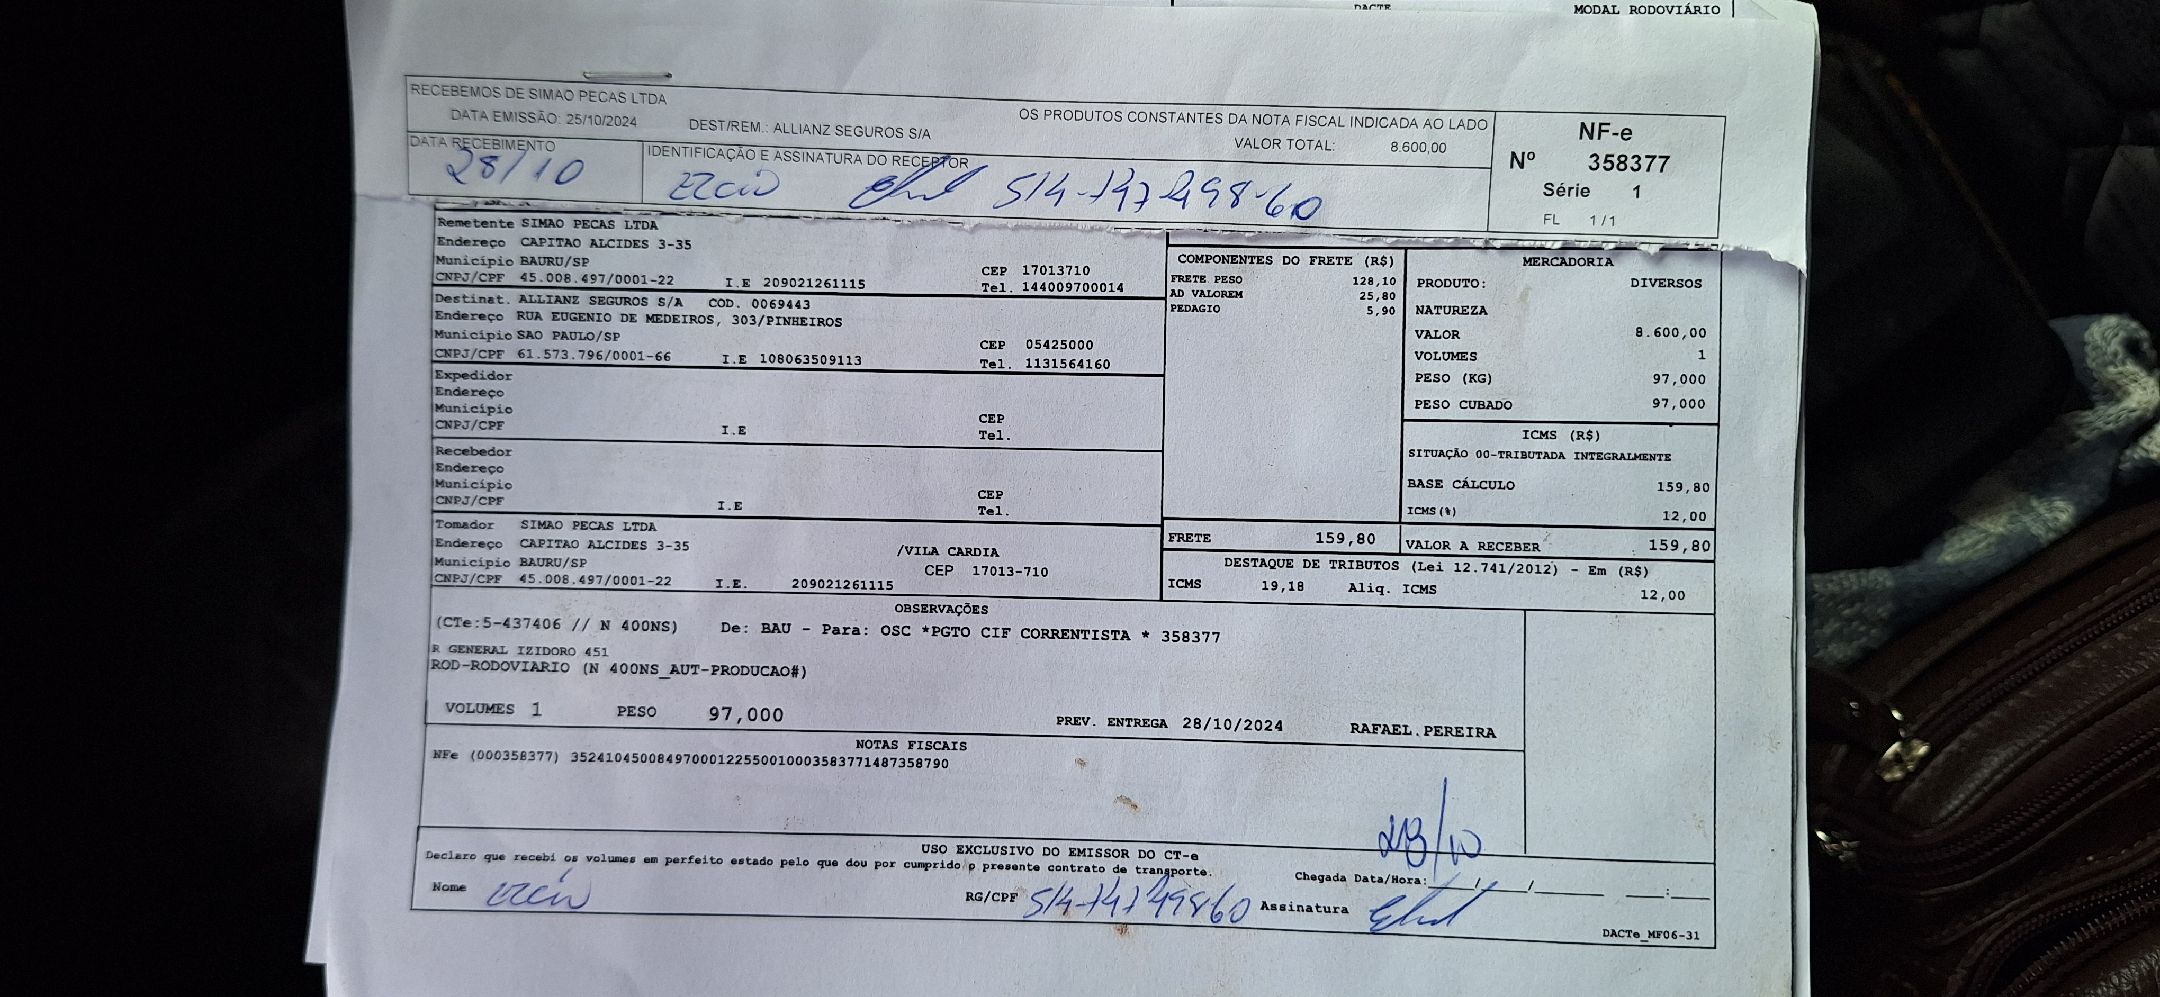 DACTE MODAL RODOVIÁRIO
RECEBEMOS DE SIMAO PECAS LTDA OS PRODUTOS CONSTANTES DA NOTA FISCAL INDICADA AO LADO
DATA EMISSÃO: 25/10/2024 DEST/REM.: ALLIANZ SEGUROS S/A VALOR TOTAL: 8.600,00
NF-e
Nº 358377
Série 1
FL 1/1
DATA RECEBIMENTO IDENTIFICAÇÃO E ASSINATURA DO RECEPTOR
28/10
Remetente SIMAO PECAS LTDA
Endereço CAPITAO ALCIDES 3-35
Município BAURU/SP CEP 17013710
CNPJ/CPF 45.008.497/0001-22 I.E 209021261115 Tel. 144009700014
Destinat. ALLIANZ SEGUROS S/A COD. 0069443
Endereço RUA EUGENIO DE MEDEIROS, 303/PINHEIROS
Município SAO PAULO/SP CEP 05425000
CNPJ/CPF 61.573.796/0001-66 I.E 108063509113 Tel. 1131564160
Expedidor
Endereço
Município CEP
CNPJ/CPF I.E Tel.
Recebedor
Endereço
Município CEP
CNPJ/CPF I.E Tel.
Tomador SIMAO PECAS LTDA
Endereço CAPITAO ALCIDES 3-35 /VILA CARDIA
Município BAURU/SP CEP 17013-710
CNPJ/CPF 45.008.497/0001-22 I.E. 209021261115
COMPONENTES DO FRETE (R$)
FRETE PESO 128,10
AD VALOREM 25,80
PEDAGIO 5,90
FRETE 159,80
MERCADORIA
PRODUTO: DIVERSOS
NATUREZA
VALOR 8.600,00
VOLUMES 1
PESO (KG) 97,000
PESO CUBADO 97,000
ICMS (R$)
SITUAÇÃO 00-TRIBUTADA INTEGRALMENTE
BASE CÁLCULO 159,80
ICMS(%) 12,00
VALOR A RECEBER 159,80
DESTAQUE DE TRIBUTOS (Lei 12.741/2012) - Em (R$)
ICMS 19,18 Aliq. ICMS 12,00
OBSERVAÇÕES
(CTe:5-437406 // N 400NS) De: BAU - Para: OSC *PGTO CIF CORRENTISTA * 358377
R GENERAL IZIDORO 451
ROD-RODOVIARIO (N 400NS_AUT-PRODUCAO#)
VOLUMES 1 PESO 97,000 PREV. ENTREGA 28/10/2024 RAFAEL.PEREIRA
NOTAS FISCAIS
NFe (000358377) 35241045008497000122550010003583771487358790
28/10
USO EXCLUSIVO DO EMISSOR DO CT-e
Declaro que recebi os volumes em perfeito estado pelo que dou por cumprido o presente contrato de transporte.
Chegada Data/Hora:___/___/_____ ___:___
Nome RG/CPF Assinatura
DACTe_MF06-31